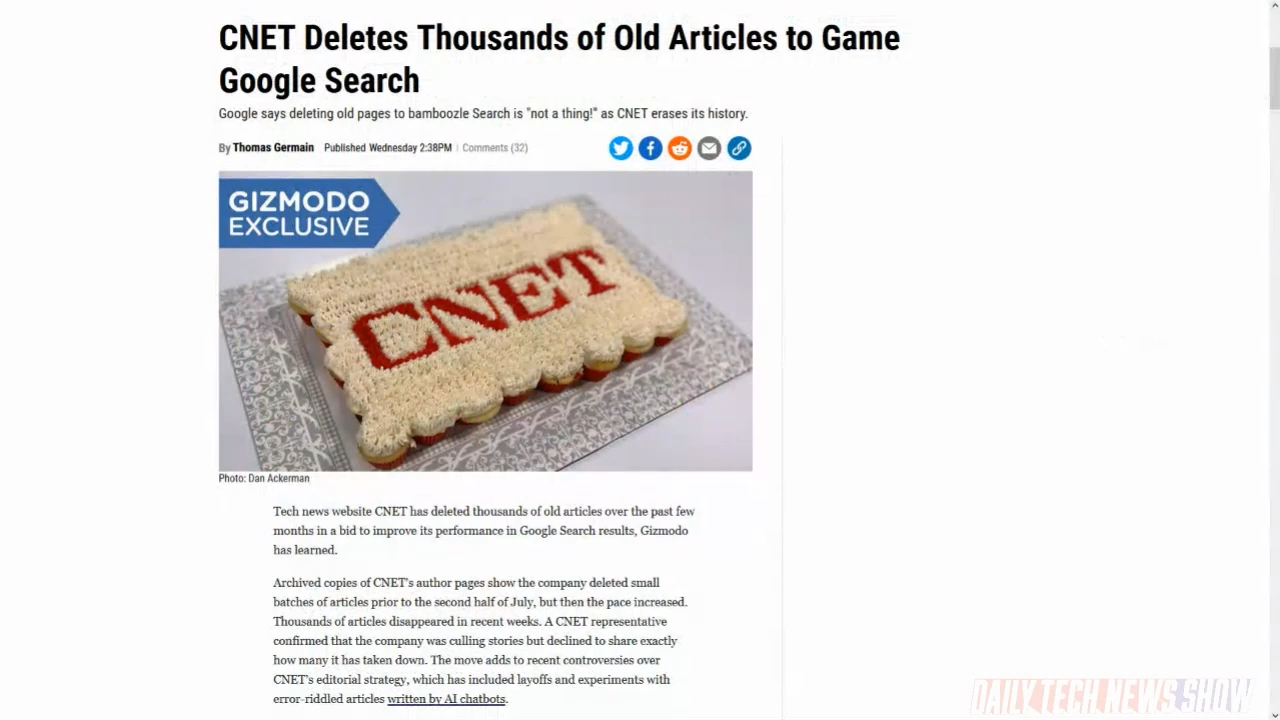 CNET Deletes Thousands of Old Articles to Game
Google Search
Google says deleting old pages to bamboozle Search is "not a thing!" as CNET erases its history.
By Thomas Germain Published Wednesday 2:38PM | Comments (32)
GIZMODO
EXCLUSIVE
CNET
Photo: Dan Ackerman
Tech news website CNET has deleted thousands of old articles over the past few
months in a bid to improve its performance in Google Search results, Gizmodo
has learned.
Archived copies of CNET's author pages show the company deleted small
batches of articles prior to the second half of July, but then the pace increased.
Thousands of articles disappeared in recent weeks. A CNET representative
confirmed that the company was culling stories but declined to share exactly
how many it has taken down. The move adds to recent controversies over
CNET's editorial strategy, which has included layoffs and experiments with
error-riddled articles written by AI chatbots.
DAILY TECH NEWS SHOW